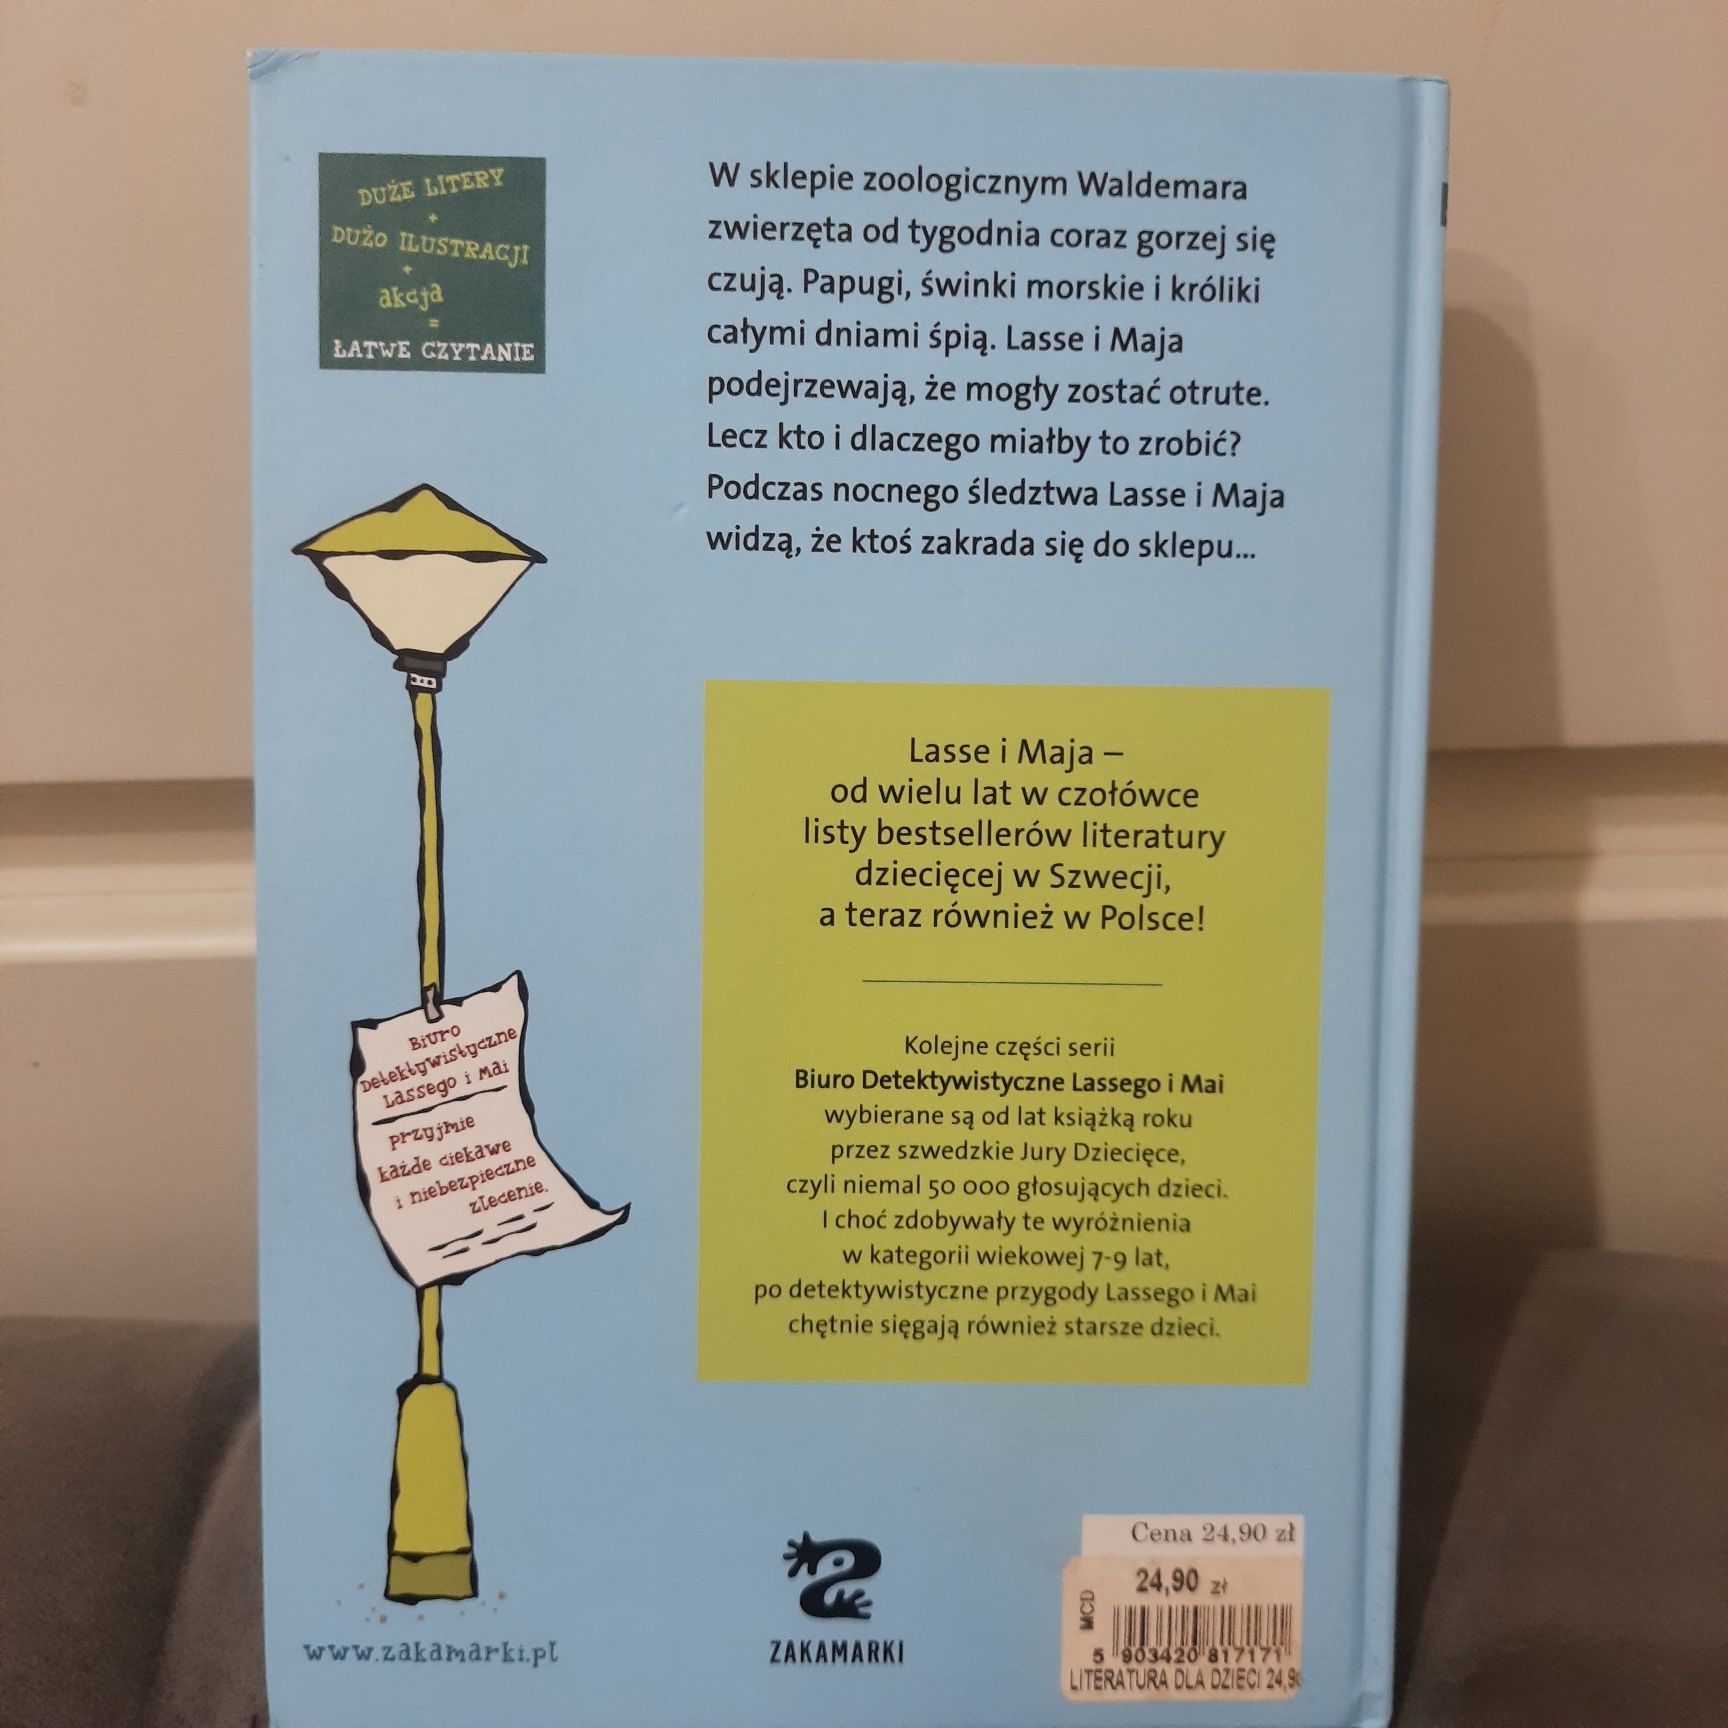 DUŻE LITERY
+
DUŻO ILUSTRACJI
+
akcja
=
ŁATWE CZYTANIE
W sklepie zoologicznym Waldemara
zwierzęta od tygodnia coraz gorzej się
czują. Papugi, świnki morskie i króliki
całymi dniami śpią. Lasse i Maja
podejrzewają, że mogły zostać otrute.
Lecz kto i dlaczego miałby to zrobić?
Podczas nocnego śledztwa Lasse i Maja
widzą, że ktoś zakrada się do sklepu...
Lasse i Maja –
od wielu lat w czołówce
listy bestsellerów literatury
dziecięcej w Szwecji,
a teraz również w Polsce!
Kolejne części serii
Biuro Detektywistyczne Lassego i Mai
wybierane są od lat książką roku
przez szwedzkie Jury Dziecięce,
czyli niemal 50 000 głosujących dzieci.
I choć zdobywały te wyróżnienia
w kategorii wiekowej 7-9 lat,
po detektywistyczne przygody Lassego i Mai
chętnie sięgają również starsze dzieci.
Biuro
Detektywistyczne
Lassego i Mai
przyjmie
każde ciekawe
i niebezpieczne
zlecenie.
www.zakamarki.pl
ZAKAMARKI
Cena 24,90 zł
24,90 zł
MCD
5 903420 817171
LITERATURA DLA DZIECI 24,90